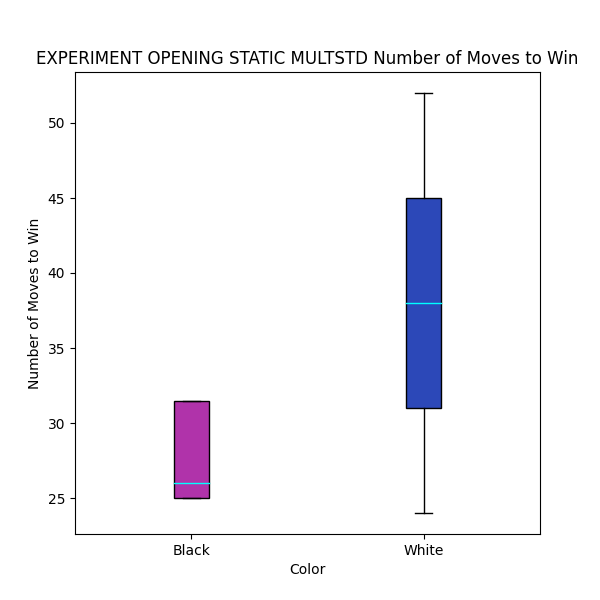 EXPERIMENT OPENING STATIC MULTSTD Number of Moves to Win
50
45
40
35
30
25
Number of Moves to Win
Black
White
Color